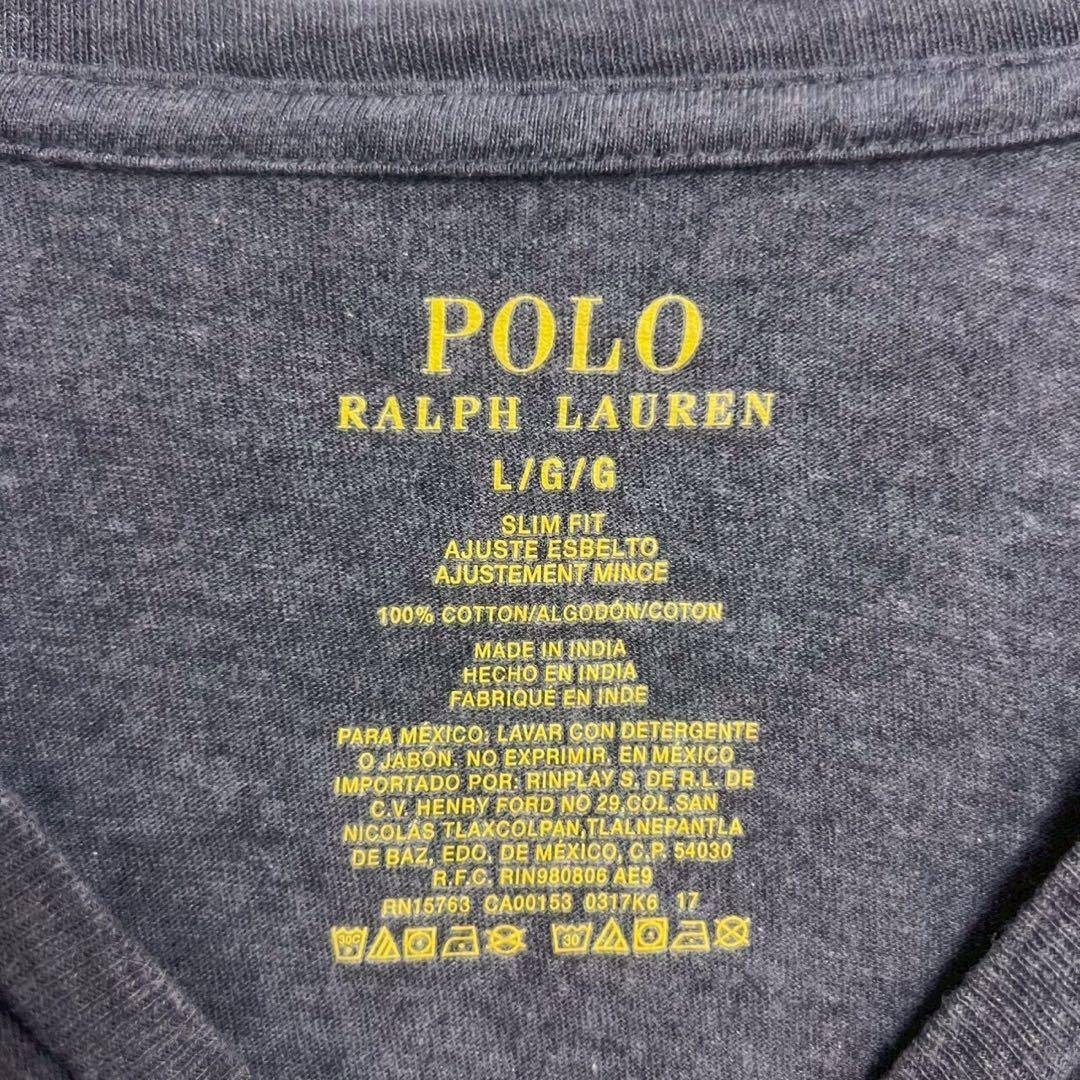 POLO
RALPH LAUREN
L/G/G
SLIM FIT
AJUSTE ESBELTO
AJUSTEMENT MINCE
100% COTTON/ALGODÓN/COTON
MADE IN INDIA
HECHO EN INDIA
FABRIQUÉ EN INDE
PARA MÉXICO: LAVAR CON DETERGENTE
O JABÓN. NO EXPRIMIR. EN MÉXICO
IMPORTADO POR: RINPLAY S. DE R.L. DE
C.V. HENRY FORD NO 29,COL.SAN
NICOLÁS TLAXCOLPAN,TLALNEPANTLA
DE BAZ, EDO. DE MÉXICO, C.P. 54030
R.F.C. RIN980806 AE9
RN15763 CA00153 0317K6 17
30C 30